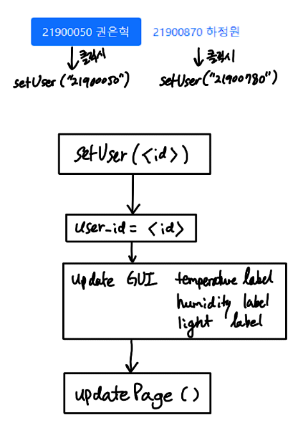 21900050 권은혁 21900870 하정원
클릭시 클릭시
setUser("21900050") setUser("21900780")
setUser(<id>)
user_id = <id>
update GUI temperature label
humidity label
light label
updatePage()